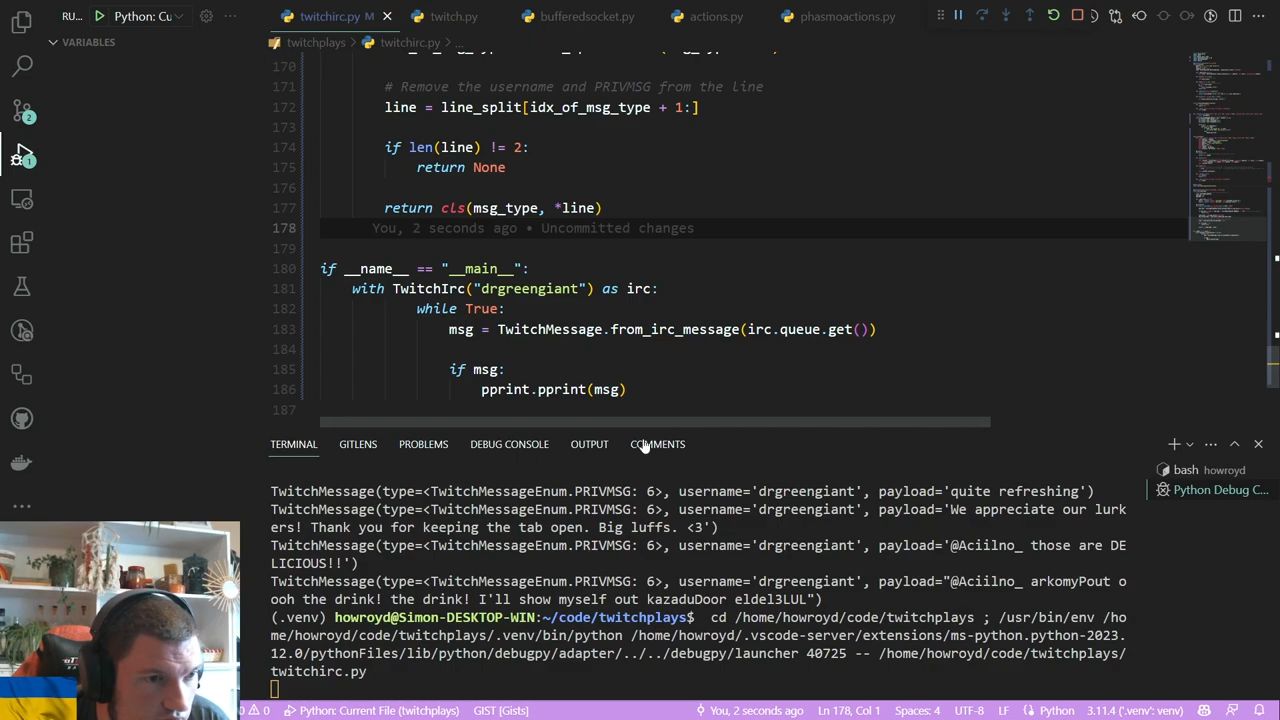 RU... Python: Cu
twitchirc.py M
twitch.py
bufferedsocket.py
actions.py
phasmoactions.py
VARIABLES
twitchplays > twitchirc.py > ...
170
171 # Remove the username and PRIVMSG from the line
172 line = line_split[idx_of_msg_type + 1:]
173
174 if len(line) != 2:
175 return None
176
177 return cls(msg_type, *line)
178 You, 2 seconds • Uncommitted changes
179
180 if __name__ == "__main__":
181 with TwitchIrc("drgreengiant") as irc:
182 while True:
183 msg = TwitchMessage.from_irc_message(irc.queue.get())
184
185 if msg:
186 pprint.pprint(msg)
187
TERMINAL GITLENS PROBLEMS DEBUG CONSOLE OUTPUT COMMENTS
bash howroyd
Python Debug C...
TwitchMessage(type=<TwitchMessageEnum.PRIVMSG: 6>, username='drgreengiant', payload='quite refreshing')
TwitchMessage(type=<TwitchMessageEnum.PRIVMSG: 6>, username='drgreengiant', payload='We appreciate our lurk
ers! Thank you for keeping the tab open. Big luffs. <3')
TwitchMessage(type=<TwitchMessageEnum.PRIVMSG: 6>, username='drgreengiant', payload='@Aciilno_ those are DE
LICIOUS!!')
TwitchMessage(type=<TwitchMessageEnum.PRIVMSG: 6>, username='drgreengiant', payload="@Aciilno_ arkomyPout o
ooh the drink! the drink! I'll show myself out kazaduDoor eldel3LUL")
(.venv) howroyd@Simon-DESKTOP-WIN:~/code/twitchplays$ cd /home/howroyd/code/twitchplays ; /usr/bin/env /ho
me/howroyd/code/twitchplays/.venv/bin/python /home/howroyd/.vscode-server/extensions/ms-python.python-2023.
12.0/pythonFiles/lib/python/debugpy/adapter/../../debugpy/launcher 40725 -- /home/howroyd/code/twitchplays/
twitchirc.py
0 Python: Current File (twitchplays) GIST [Gists] You, 2 seconds ago Ln 178, Col 1 Spaces: 4 UTF-8 LF Python 3.11.4 ('.venv': venv)